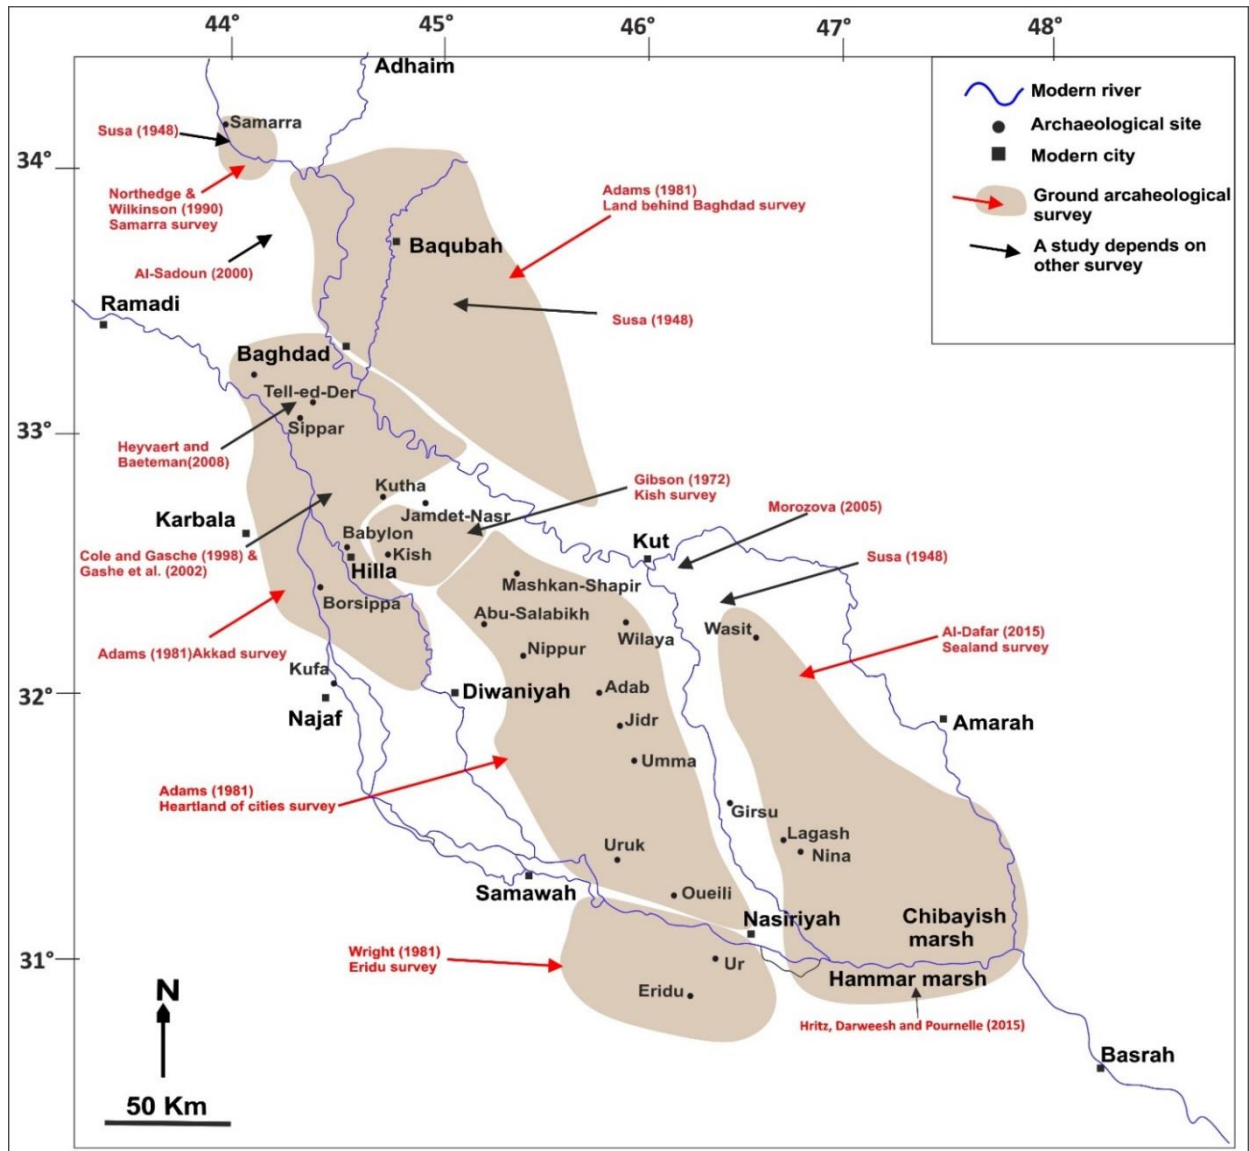 44°
45°
46°
47°
48°
Adhaim
Modern river
Archaeological site
Modern city
Ground arcaheological
survey
A study depends on
other survey
Samarra
Susa (1948)
34°
Northedge &
Wilkinson (1990)
Samarra survey
Adams (1981)
Land behind Baghdad survey
Baqubah
Al-Sadoun (2000)
Ramadi
Susa (1948)
Baghdad
Tell-ed-Der
33°
Sippar
Heyvaert and
Baeteman(2008)
Kutha
Gibson (1972)
Kish survey
Jamdet-Nasr
Morozova (2005)
Karbala
Babylon
Kish
Kut
Cole and Gasche (1998) &
Gashe et al. (2002)
Hilla
Susa (1948)
Mashkan-Shapir
Borsippa
Abu-Salabikh
Wilaya
Wasit
Al-Dafar (2015)
Sealand survey
Adams (1981)Akkad survey
Nippur
Kufa
32°
Diwaniyah
Adab
Najaf
Jidr
Amarah
Umma
Adams (1981)
Heartland of cities survey
Girsu
Lagash
Nina
Uruk
Samawah
Oueili
Nasiriyah
Chibayish
marsh
31°
Wright (1981)
Eridu survey
Ur
Hammar marsh
Eridu
N
Hritz, Darweesh and Pournelle (2015)
Basrah
50 Km